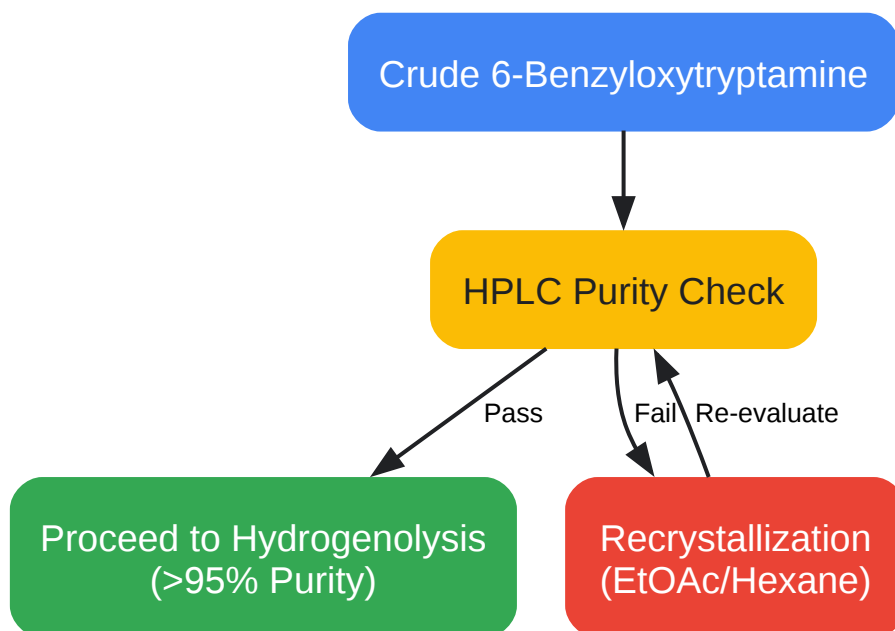 Crude 6-Benzyloxytryptamine
HPLC Purity Check
Pass
Fail
Re-evaluate
Proceed to Hydrogenolysis
(>95% Purity)
Recrystallization
(EtOAc/Hexane)